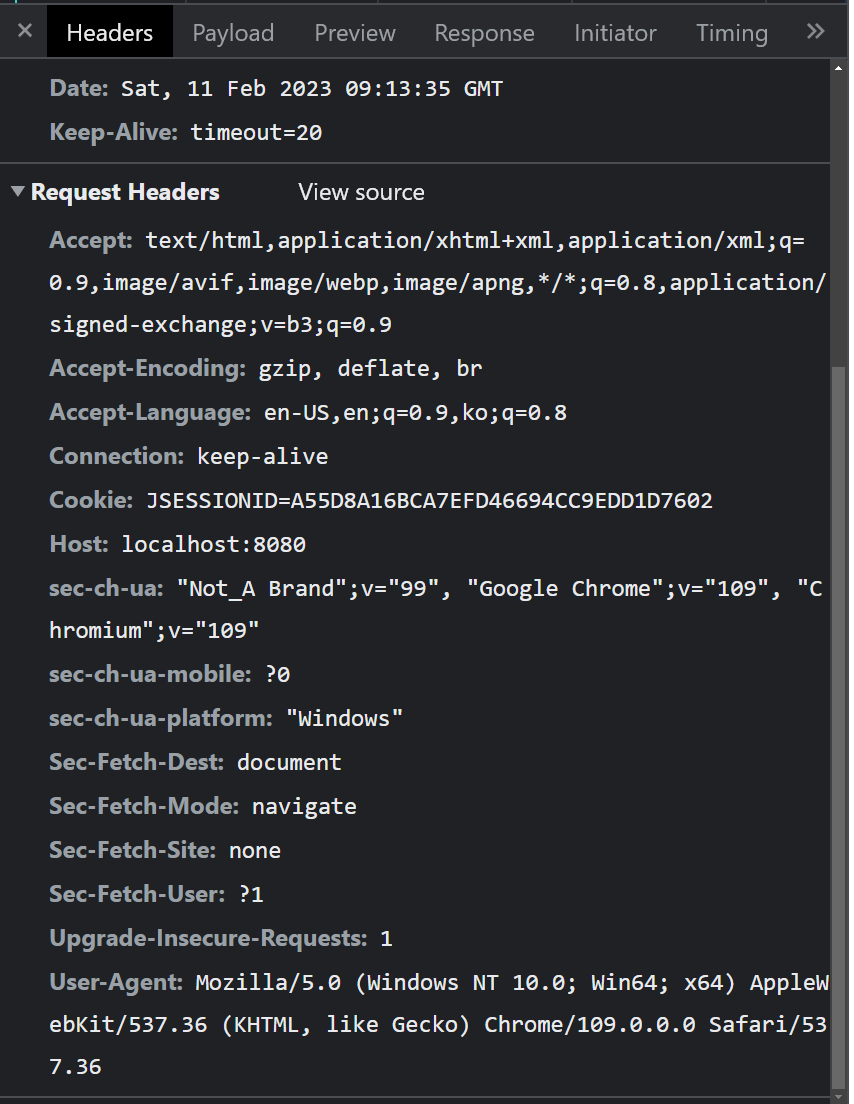 Headers Payload Preview Response Initiator Timing
Date: Sat, 11 Feb 2023 09:13:35 GMT
Keep-Alive: timeout=20
Request Headers View source
Accept: text/html,application/xhtml+xml,application/xml;q=
0.9,image/avif,image/webp,image/apng,*/*;q=0.8,application/
signed-exchange;v=b3;q=0.9
Accept-Encoding: gzip, deflate, br
Accept-Language: en-US,en;q=0.9,ko;q=0.8
Connection: keep-alive
Cookie: JSESSIONID=A55D8A16BCA7EFD46694CC9EDD1D7602
Host: localhost:8080
sec-ch-ua: "Not_A Brand";v="99", "Google Chrome";v="109", "C
hromium";v="109"
sec-ch-ua-mobile: ?0
sec-ch-ua-platform: "Windows"
Sec-Fetch-Dest: document
Sec-Fetch-Mode: navigate
Sec-Fetch-Site: none
Sec-Fetch-User: ?1
Upgrade-Insecure-Requests: 1
User-Agent: Mozilla/5.0 (Windows NT 10.0; Win64; x64) AppleW
ebKit/537.36 (KHTML, like Gecko) Chrome/109.0.0.0 Safari/53
7.36